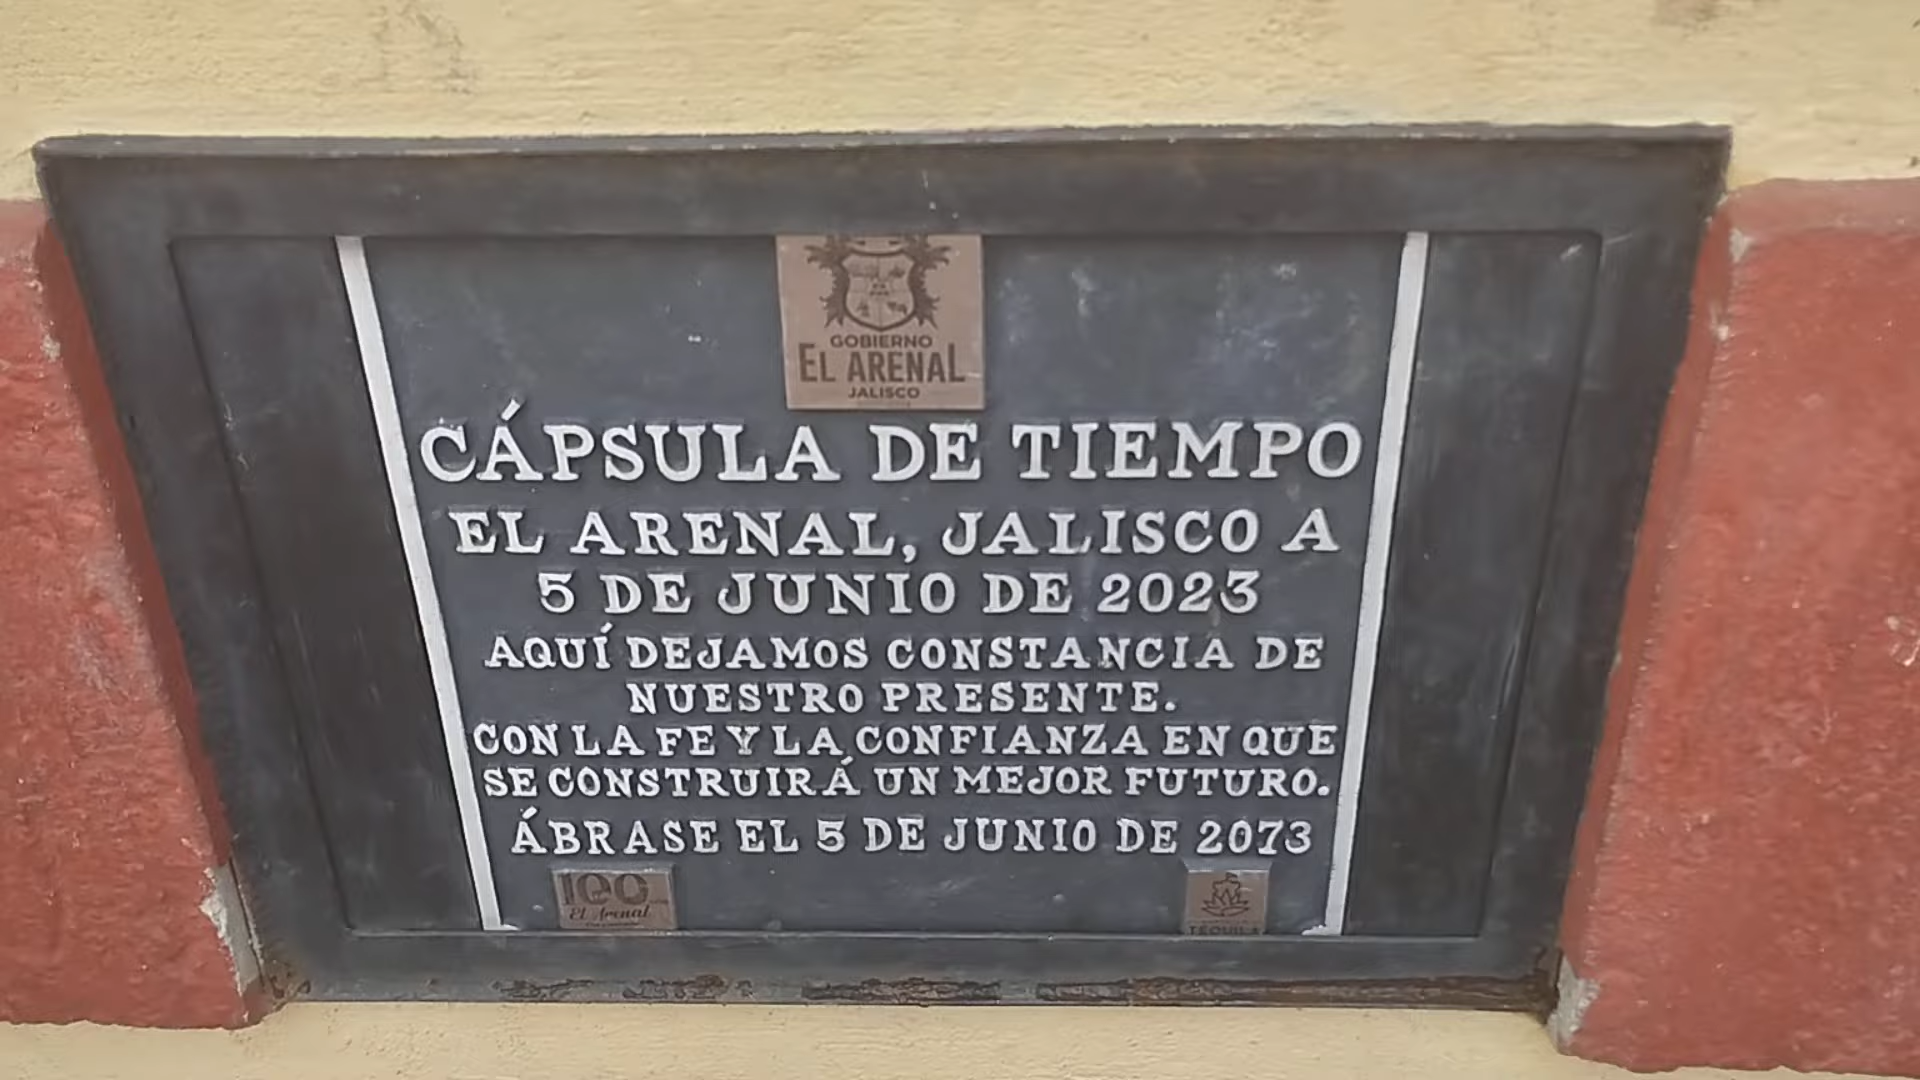 GOBIERNO
EL ARENAL
JALISCO
CÁPSULA DE TIEMPO
EL ARENAL, JALISCO A
5 DE JUNIO DE 2023
AQUÍ DEJAMOS CONSTANCIA DE
NUESTRO PRESENTE.
CON LA FE Y LA CONFIANZA EN QUE
SE CONSTRUIRÁ UN MEJOR FUTURO.
ÁBRASE EL 5 DE JUNIO DE 2073
100
El Arenal
TEQUILA